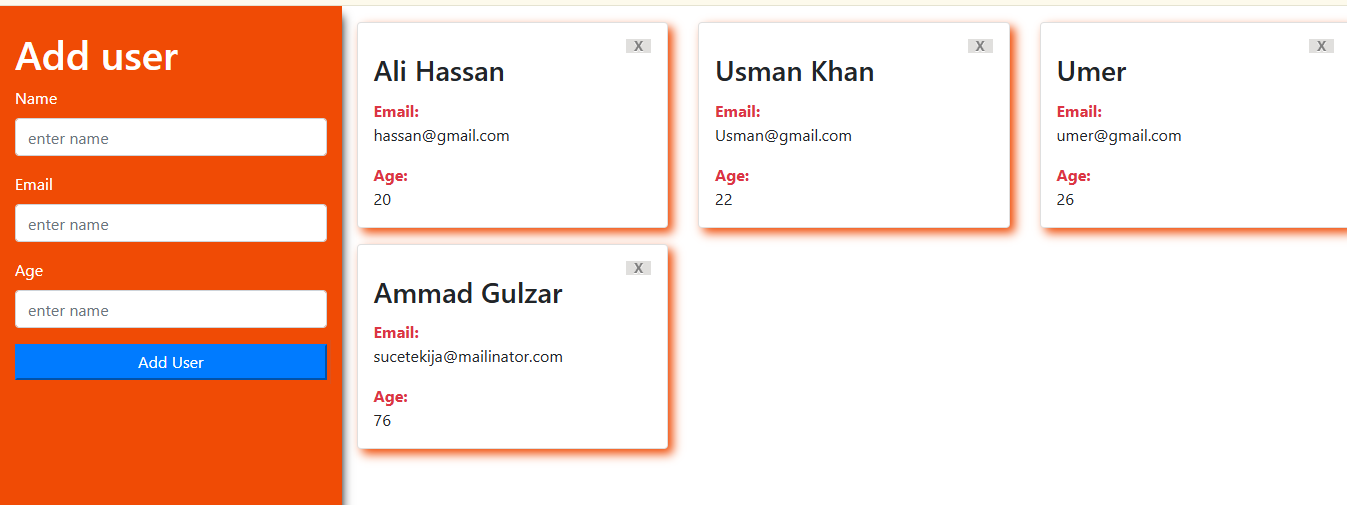 Add user
Name
enter name
Email
enter name
Age
enter name
Add User
X
Ali Hassan
Email:
hassan@gmail.com
Age:
20
X
Usman Khan
Email:
Usman@gmail.com
Age:
22
X
Umer
Email:
umer@gmail.com
Age:
26
X
Ammad Gulzar
Email:
sucetekija@mailinator.com
Age:
76